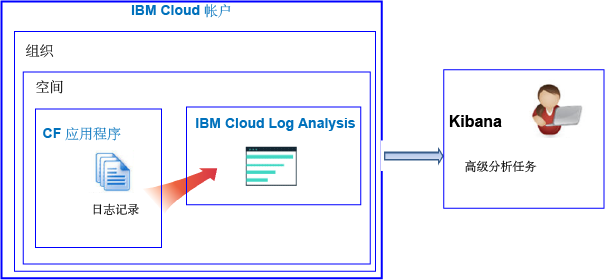 IBM Cloud 帐户
组织
空间
CF 应用程序
日志记录
IBM Cloud Log Analysis
Kibana
高级分析任务